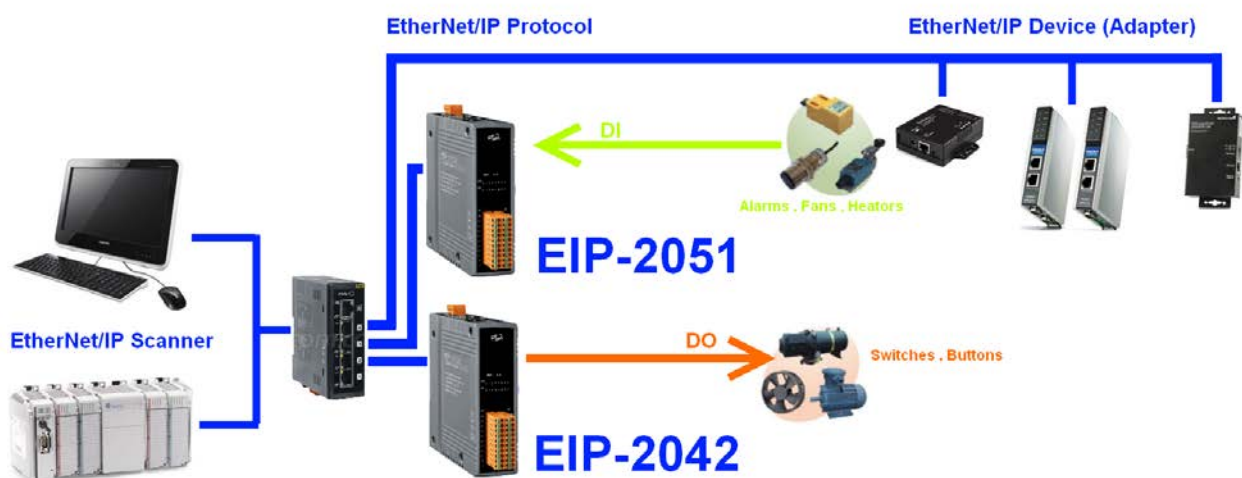 EtherNet/IP Protocol
EtherNet/IP Device (Adapter)
DI
Alarms , Fans , Heators
EIP-2051
EtherNet/IP Scanner
DO
Switches , Buttons
EIP-2042